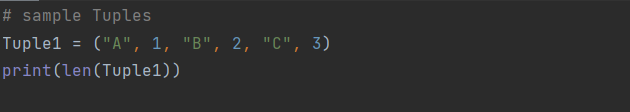 # sample Tuples
Tuple1 = ("A", 1, "B", 2, "C", 3)
print(len(Tuple1))